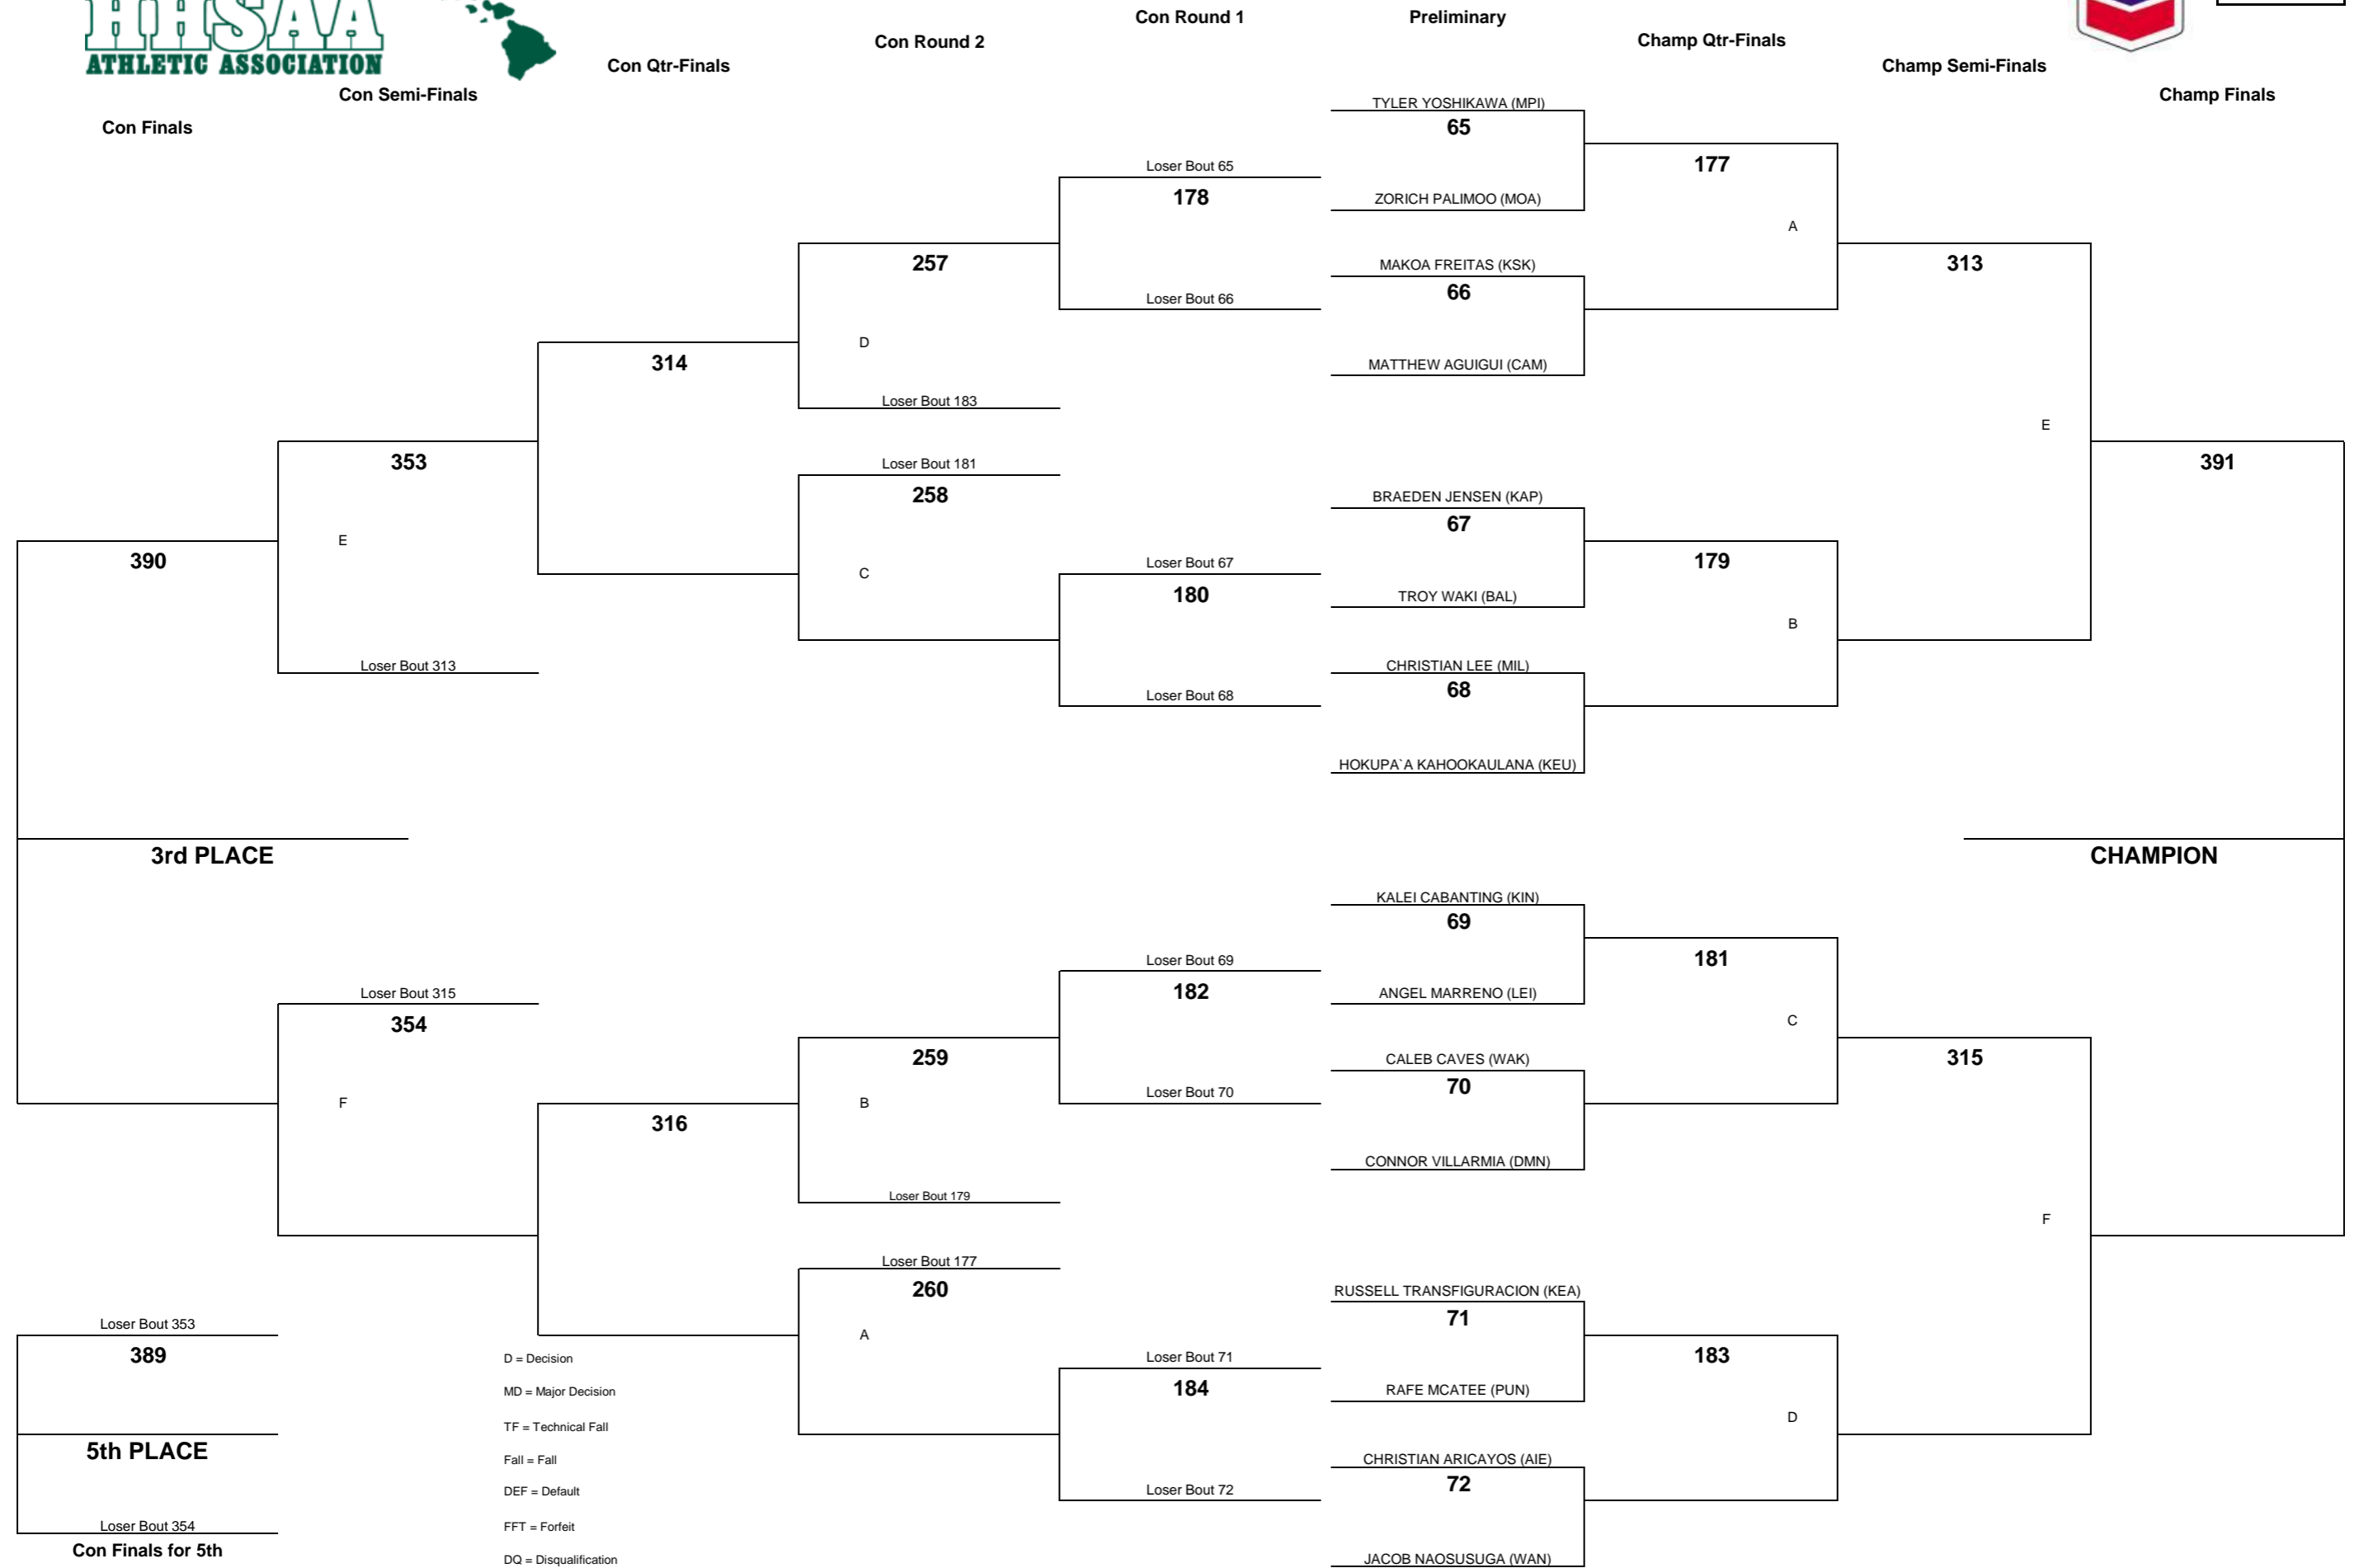 HHSAA
ATHLETIC ASSOCIATION
Con Finals
Con Semi-Finals
Con Qtr-Finals
Con Round 2
Con Round 1
Preliminary
Champ Qtr-Finals
Champ Semi-Finals
Champ Finals
TYLER YOSHIKAWA (MPI)
65
177
Loser Bout 65
178
ZORICH PALIMOO (MOA)
A
257
MAKOA FREITAS (KSK)
313
66
Loser Bout 66
D
314
MATTHEW AGUIGUI (CAM)
Loser Bout 183
E
353
Loser Bout 181
391
258
BRAEDEN JENSEN (KAP)
67
E
390
Loser Bout 67
179
C
180
TROY WAKI (BAL)
B
Loser Bout 313
CHRISTIAN LEE (MIL)
68
Loser Bout 68
HOKUPA`A KAHOOKAULANA (KEU)
3rd PLACE
CHAMPION
KALEI CABANTING (KIN)
69
Loser Bout 69
181
Loser Bout 315
182
ANGEL MARRENO (LEI)
354
C
259
CALEB CAVES (WAK)
315
70
Loser Bout 70
F
B
316
CONNOR VILLARMIA (DMN)
Loser Bout 179
F
Loser Bout 177
260
RUSSELL TRANSFIGURACION (KEA)
71
Loser Bout 353
389
A
D = Decision
Loser Bout 71
183
184
MD = Major Decision
RAFE MCATEE (PUN)
TF = Technical Fall
D
5th PLACE
Fall = Fall
CHRISTIAN ARICAYOS (AIE)
72
DEF = Default
Loser Bout 72
Loser Bout 354
FFT = Forfeit
Con Finals for 5th
DQ = Disqualification
JACOB NAOSUSUGA (WAN)